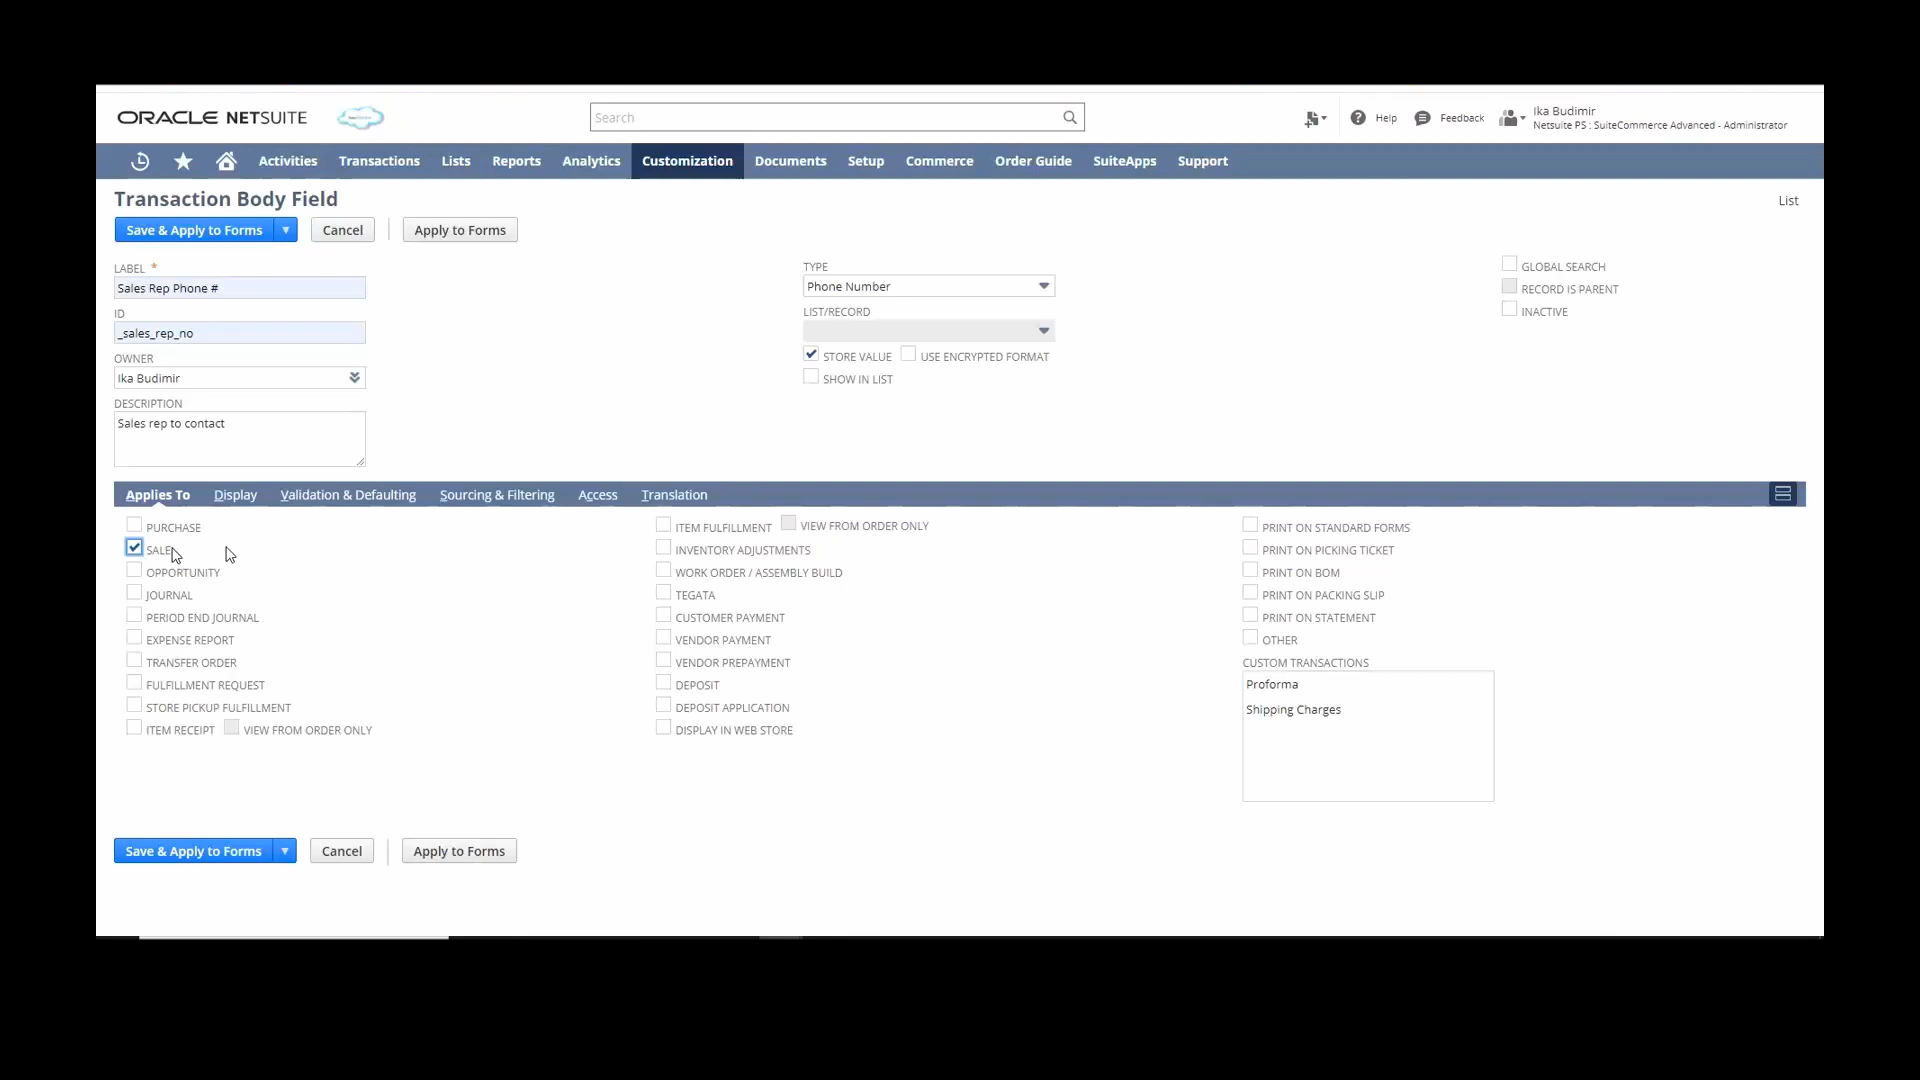 ORACLE NETSUITE
Search
Help
Feedback
Ika Budimir
Netsuite PS : SuiteCommerce Advanced - Administrator
Activities Transactions Lists Reports Analytics Customization Documents Setup Commerce Order Guide SuiteApps Support
Transaction Body Field
List
Save & Apply to Forms Cancel Apply to Forms
LABEL *
Sales Rep Phone #
ID
_sales_rep_no
OWNER
Ika Budimir
DESCRIPTION
Sales rep to contact
TYPE
Phone Number
LIST/RECORD
STORE VALUE USE ENCRYPTED FORMAT
SHOW IN LIST
GLOBAL SEARCH
RECORD IS PARENT
INACTIVE
Applies To Display Validation & Defaulting Sourcing & Filtering Access Translation
PURCHASE
SALE
OPPORTUNITY
JOURNAL
PERIOD END JOURNAL
EXPENSE REPORT
TRANSFER ORDER
FULFILLMENT REQUEST
STORE PICKUP FULFILLMENT
ITEM RECEIPT VIEW FROM ORDER ONLY
ITEM FULFILLMENT VIEW FROM ORDER ONLY
INVENTORY ADJUSTMENTS
WORK ORDER / ASSEMBLY BUILD
TEGATA
CUSTOMER PAYMENT
VENDOR PAYMENT
VENDOR PREPAYMENT
DEPOSIT
DEPOSIT APPLICATION
DISPLAY IN WEB STORE
PRINT ON STANDARD FORMS
PRINT ON PICKING TICKET
PRINT ON BOM
PRINT ON PACKING SLIP
PRINT ON STATEMENT
OTHER
CUSTOM TRANSACTIONS
Proforma
Shipping Charges
Save & Apply to Forms Cancel Apply to Forms